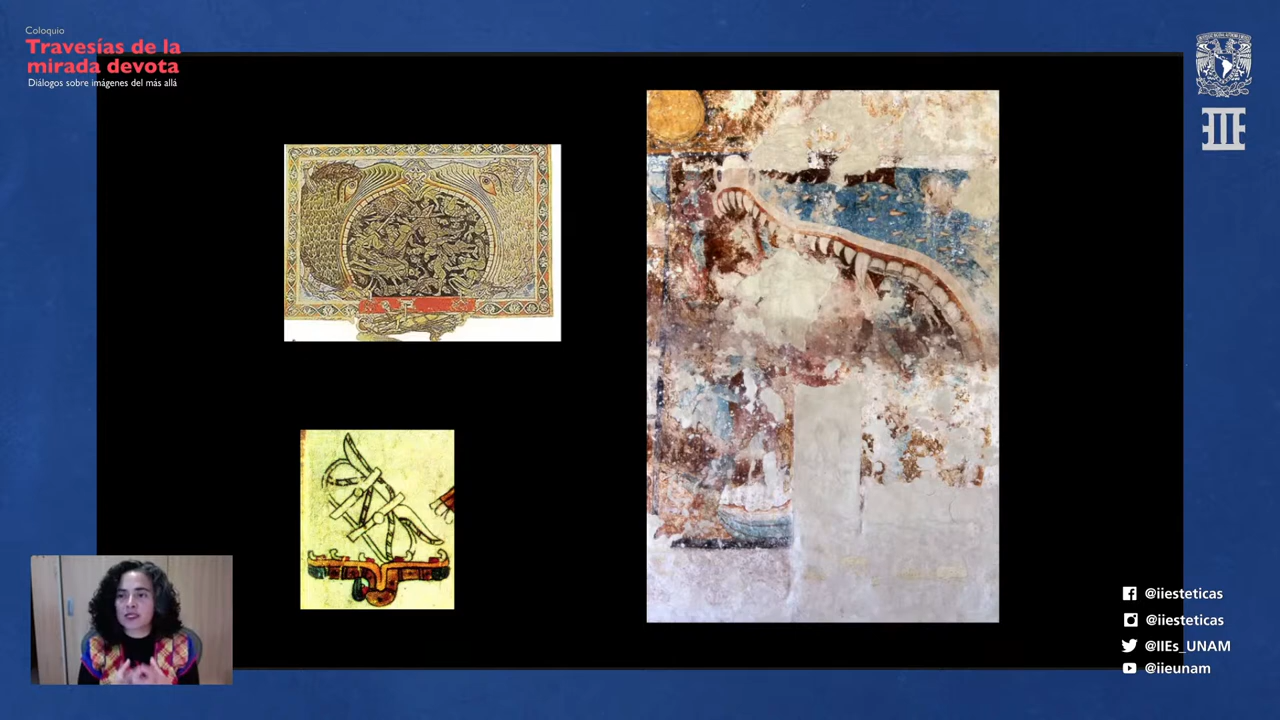 Coloquio
Travesías de la
mirada devota
Diálogos sobre imágenes del más allá
@iiesteticas
@iiesteticas
@IIEs_UNAM
@iieunam